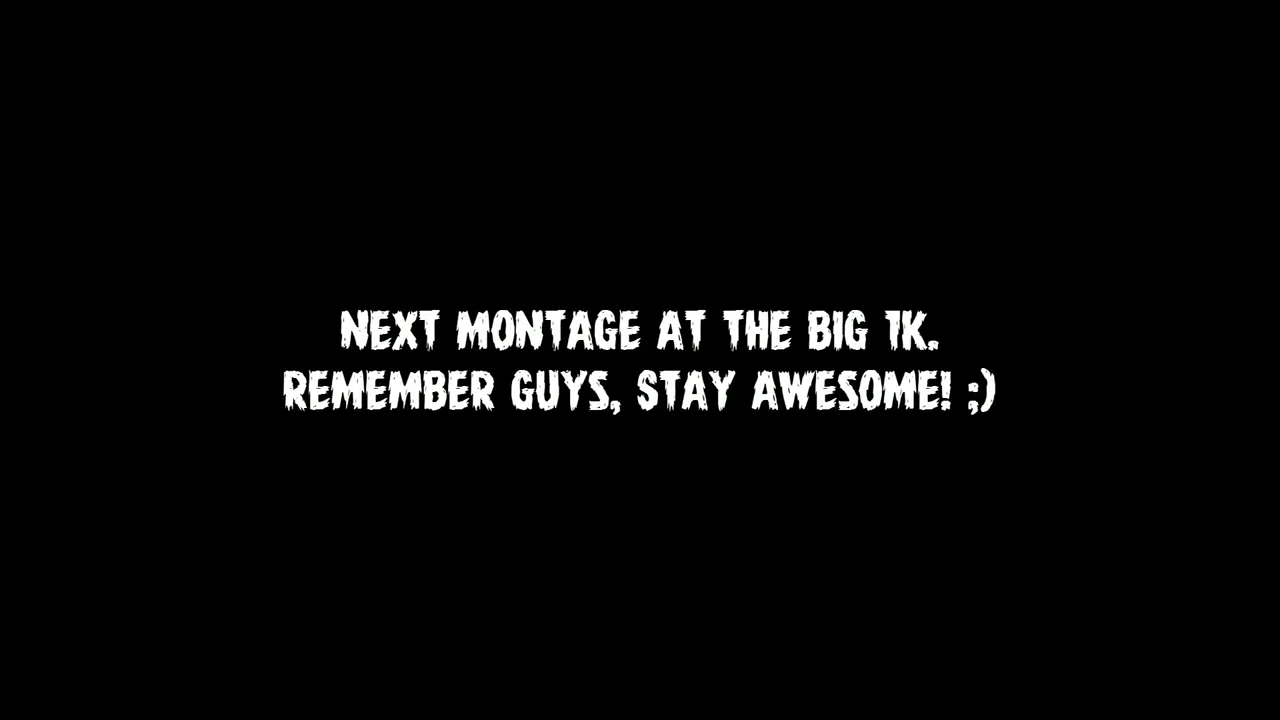 NEXT MONTAGE AT THE BIG 1K.
REMEMBER GUYS, STAY AWESOME! ;)